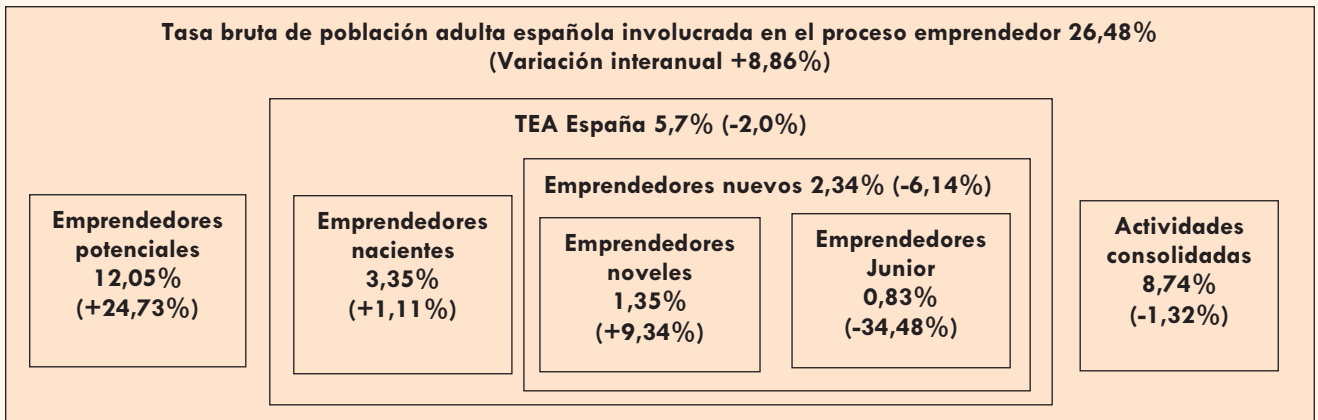 Tasa bruta de población adulta española involucrada en el proceso emprendedor 26,48%
(Variación interanual +8,86%)
TEA España 5,7% (-2,0%)
Emprendedores nuevos 2,34% (-6,14%)
Emprendedores
potenciales
12,05%
(+24,73%)
Emprendedores
nacientes
3,35%
(+1,11%)
Emprendedores
noveles
1,35%
(+9,34%)
Emprendedores
Junior
0,83%
(-34,48%)
Actividades
consolidadas
8,74%
(-1,32%)